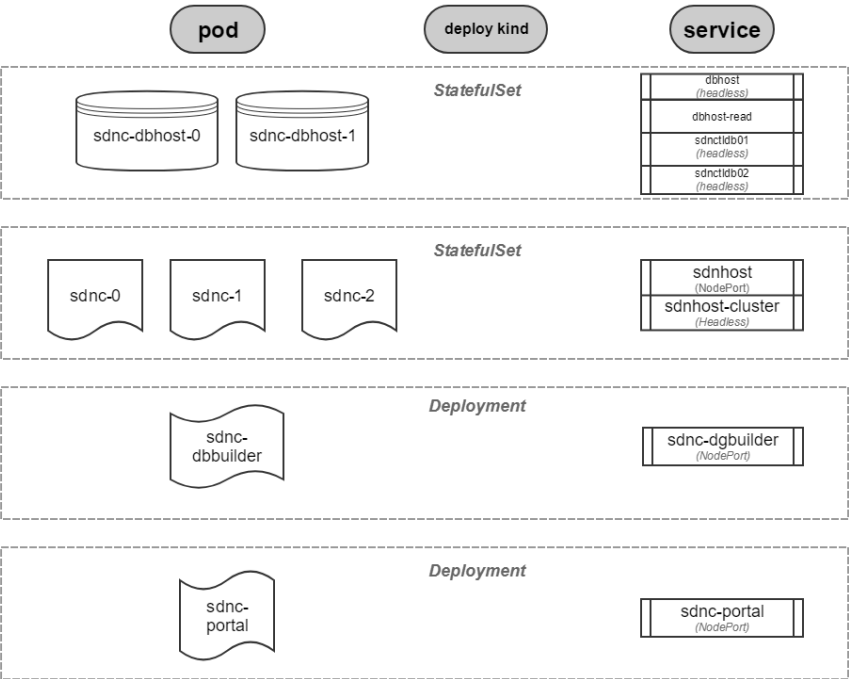 pod
deploy kind
service
StatefulSet
sdnc-dbhost-0
sdnc-dbhost-1
dbhost
(headless)
dbhost-read
sdnctldb01
(headless)
sdnctldb02
(headless)
StatefulSet
sdnc-0
sdnc-1
sdnc-2
sdnhost
(NodePort)
sdnhost-cluster
(Headless)
Deployment
sdnc-
dbbuilder
sdnc-dgbuilder
(NodePort)
Deployment
sdnc-
portal
sdnc-portal
(NodePort)